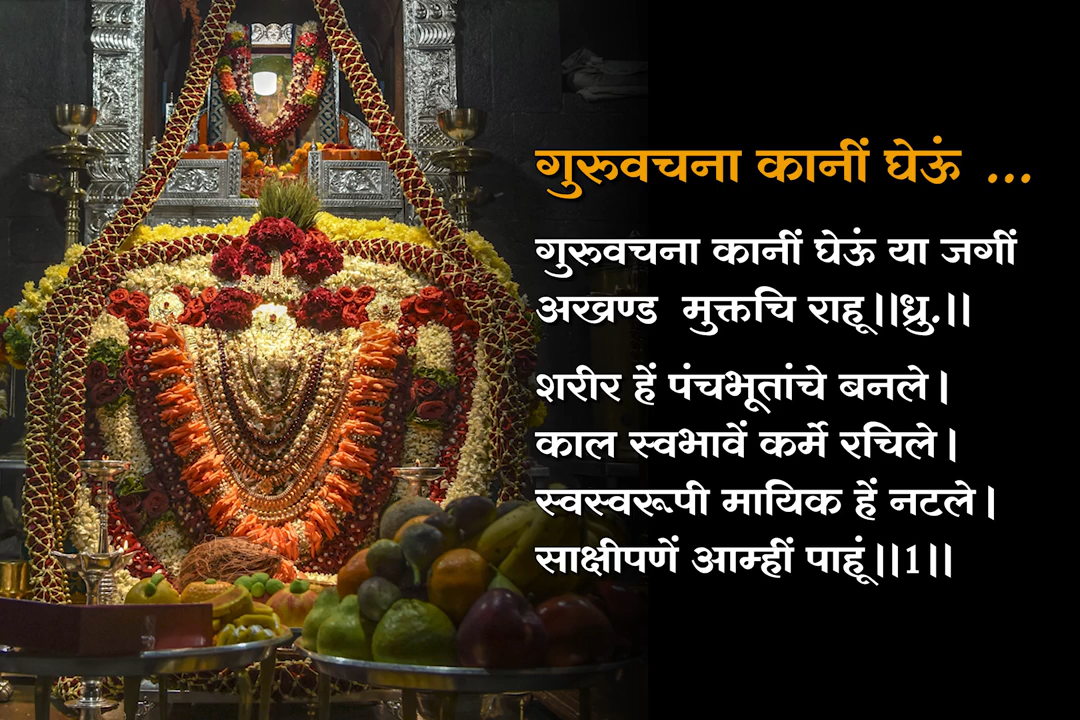 गुरुवचना कानीं घेऊं ...
गुरुवचना कानीं घेऊं या जगीं
अखण्ड मुक्तचि राहू।।ध्रु.।।
शरीर हें पंचभूतांचे बनले।
काल स्वभावें कर्मे रचिले।
स्वस्वरूपी मायिक हें नटले।
साक्षीपणें आम्हीं पाहूं।।1।।